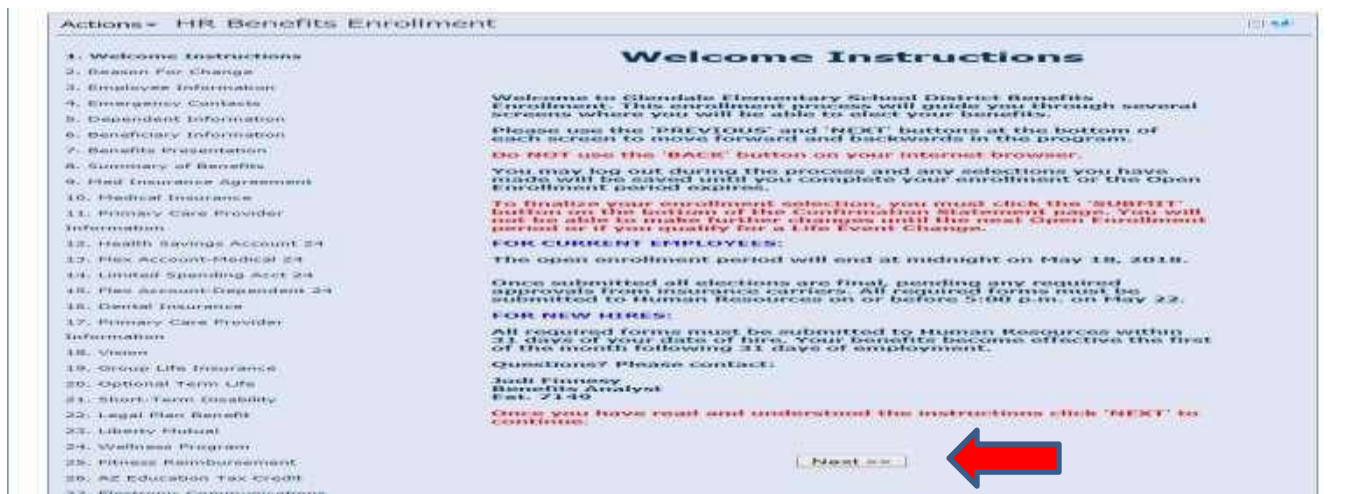 Actions HR Benefits Enrollment
1. Welcome Instructions
2. Reason For Change
3. Employee Information
4. Emergency Contacts
5. Dependent Information
6. Beneficiary Information
7. Benefits Presentation
8. Summary of Benefits
9. Med Insurance Agreement
10. Medical Insurance
11. Primary Care Provider
Information
12. Health Savings Account 24
13. Flex Account-Medical 24
14. Limited Spending Acct 24
15. Flex Account-Dependent 24
16. Dental Insurance
17. Primary Care Provider
Information
18. Vision
19. Group Life Insurance
20. Optional Term Life
21. Short-Term Disability
22. Legal Plan Benefit
23. Liberty Mutual
24. Wellness Program
25. Fitness Reimbursement
26. AZ Education Tax Credit
27. Electronic Communications
Welcome Instructions
Welcome to Glendale Elementary School District Benefits
Enrollment. This enrollment process will guide you through several
screens where you will be able to elect your benefits.
Please use the 'PREVIOUS' and 'NEXT' buttons at the bottom of
each screen to move forward and backwards in the program.
Do NOT use the 'BACK' button on your internet browser.
You may log out during the process and any selections you have
made will be saved until you complete your enrollment or the Open
Enrollment period expires.
To finalize your enrollment selection, you must click the 'SUBMIT'
button on the bottom of the Confirmation Statement page. You will
not be able to make further changes until the next Open Enrollment
period or if you qualify for a Life Event Change.
FOR CURRENT EMPLOYEES:
The open enrollment period will end at midnight on May 18, 2018.
Once submitted all elections are final, pending any required
approvals from insurance carriers. All required forms must be
submitted to Human Resources on or before 5:00 p.m. on May 22.
FOR NEW HIRES:
All required forms must be submitted to Human Resources within
31 days of your date of hire. Your benefits become effective the first
of the month following 31 days of employment.
Questions? Please contact:
Jodi Finnesy
Benefits Analyst
Ext. 7140
Once you have read and understood the instructions click 'NEXT' to
continue.
Next >>